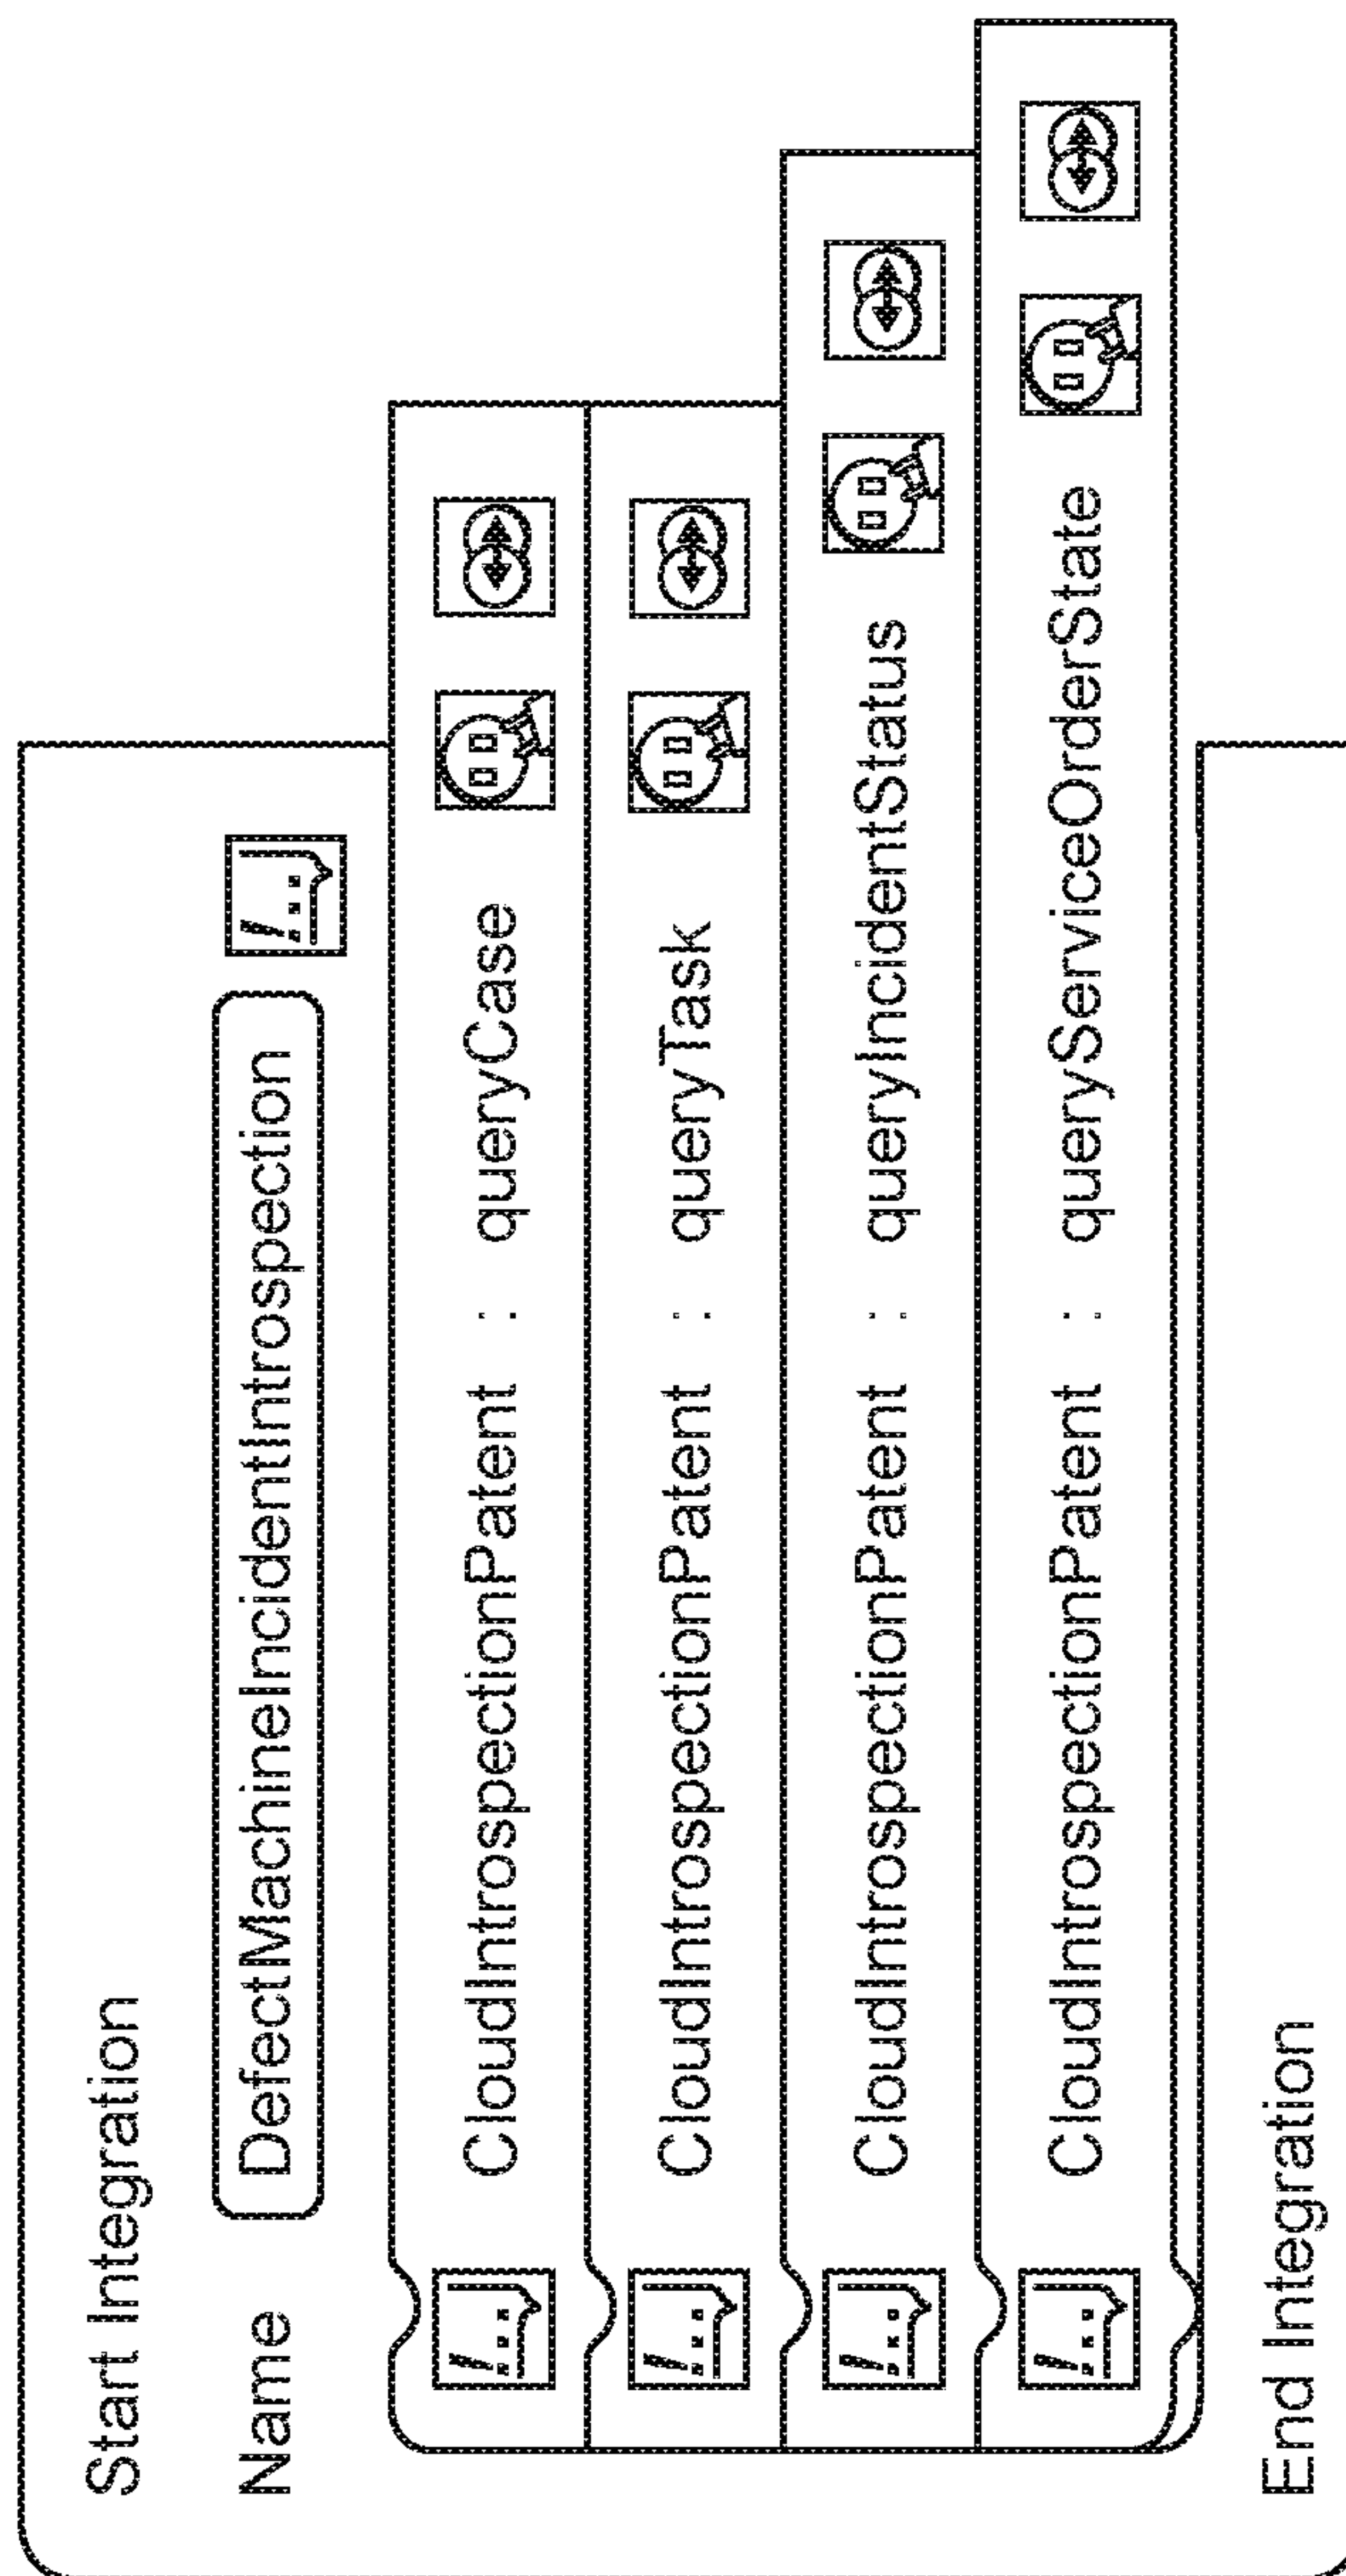 Start Integration
Name DefectMachineIncidentIntrospection
CloudIntrospectionPatent : queryCase
CloudIntrospectionPatent : queryTask
CloudIntrospectionPatent : queryIncidentStatus
CloudIntrospectionPatent : queryServiceOrderState
End Integration